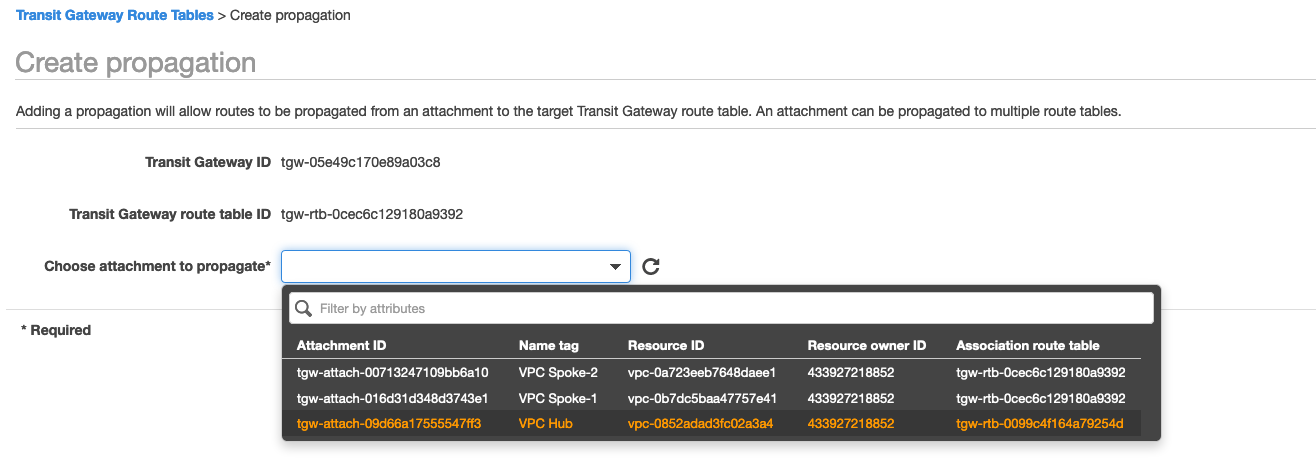 Transit Gateway Route Tables > Create propagation
Create propagation
Adding a propagation will allow routes to be propagated from an attachment to the target Transit Gateway route table. An attachment can be propagated to multiple route tables.
Transit Gateway ID tgw-05e49c170e89a03c8
Transit Gateway route table ID tgw-rtb-0cec6c129180a9392
Choose attachment to propagate*
Filter by attributes
* Required
Attachment ID Name tag Resource ID Resource owner ID Association route table
tgw-attach-00713247109bb6a10 VPC Spoke-2 vpc-0a723eeb7648daee1 433927218852 tgw-rtb-0cec6c129180a9392
tgw-attach-016d31d348d3743e1 VPC Spoke-1 vpc-0b7dc5baa47757e41 433927218852 tgw-rtb-0cec6c129180a9392
tgw-attach-09d66a17555547ff3 VPC Hub vpc-0852adad3fc02a3a4 433927218852 tgw-rtb-0099c4f164a79254d